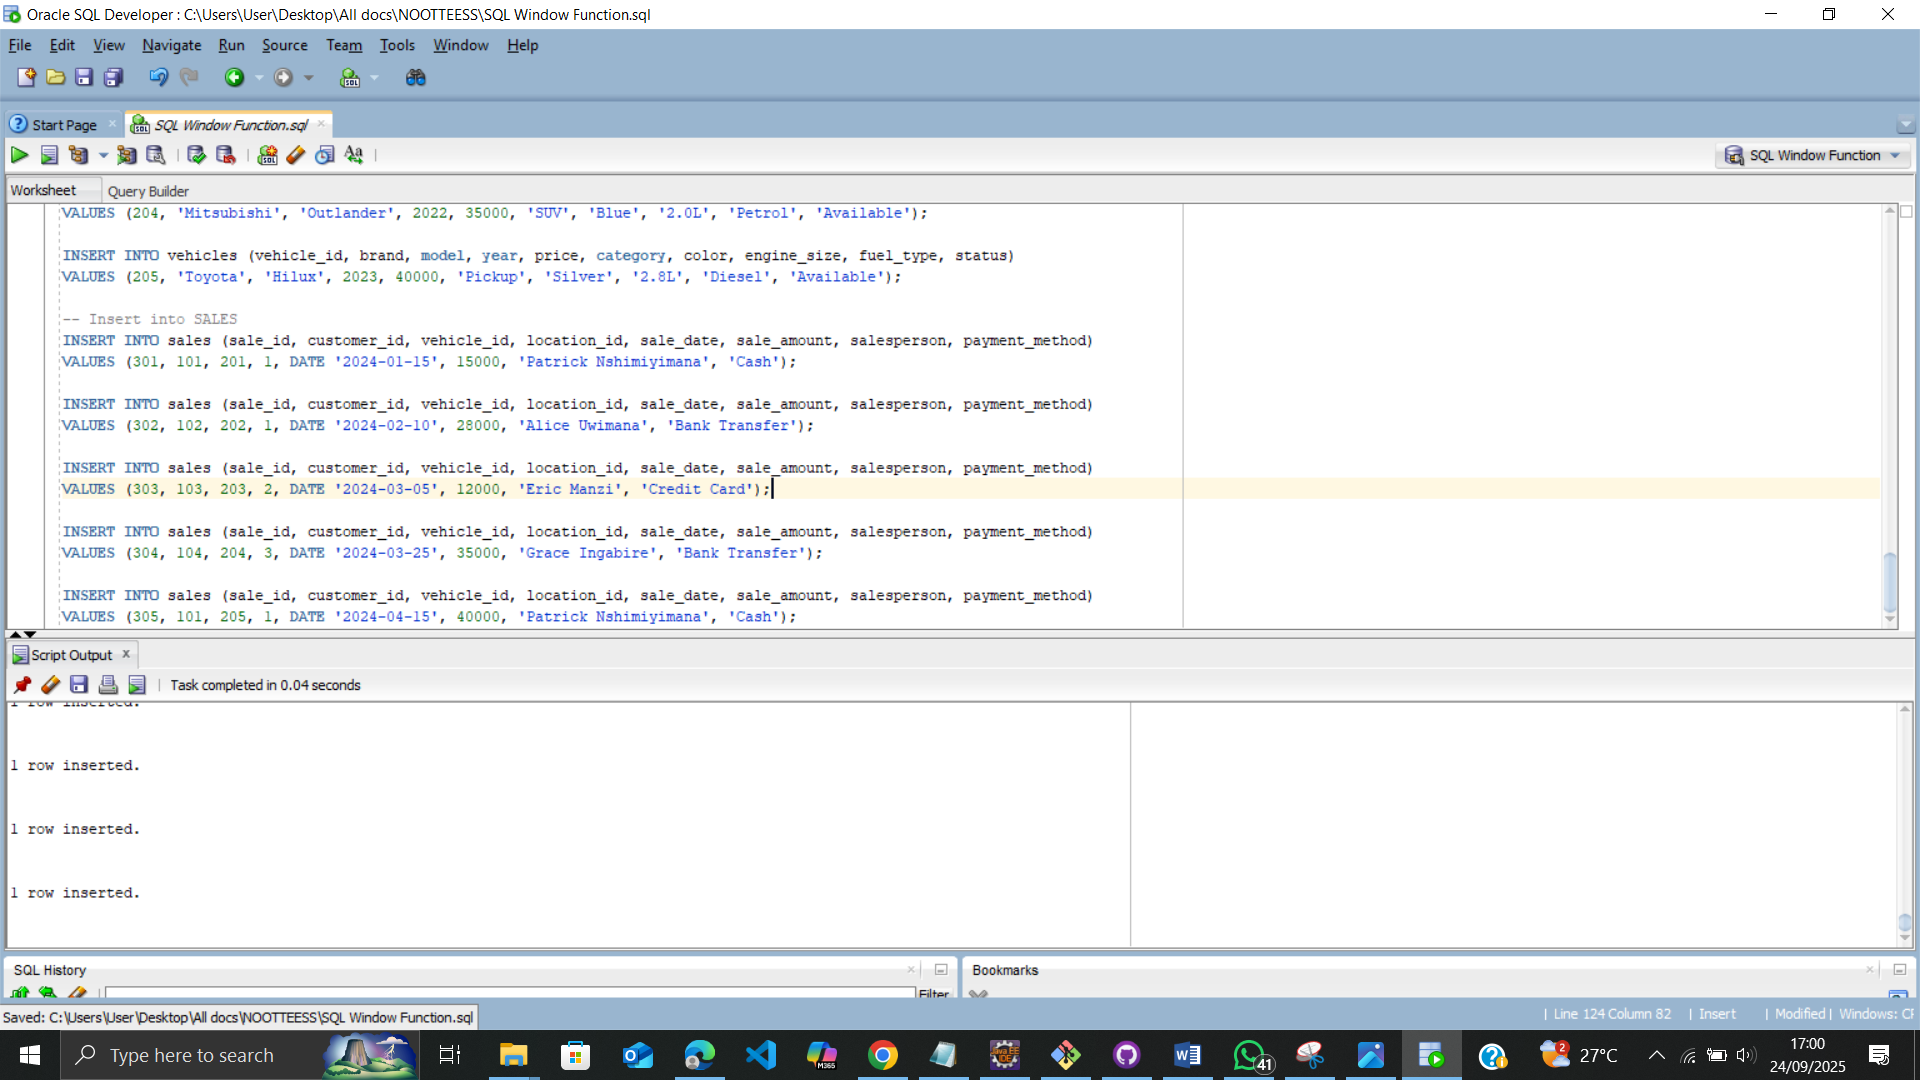 Oracle SQL Developer : C:\Users\User\Desktop\All docs\NOOTTEESS\SQL Window Function.sql
File Edit View Navigate Run Source Team Tools Window Help
Start Page
SQL Window Function.sql
SQL Window Function
Worksheet Query Builder
VALUES (204, 'Mitsubishi', 'Outlander', 2022, 35000, 'SUV', 'Blue', '2.0L', 'Petrol', 'Available');
INSERT INTO vehicles (vehicle_id, brand, model, year, price, category, color, engine_size, fuel_type, status)
VALUES (205, 'Toyota', 'Hilux', 2023, 40000, 'Pickup', 'Silver', '2.8L', 'Diesel', 'Available');
-- Insert into SALES
INSERT INTO sales (sale_id, customer_id, vehicle_id, location_id, sale_date, sale_amount, salesperson, payment_method)
VALUES (301, 101, 201, 1, DATE '2024-01-15', 15000, 'Patrick Nshimiyimana', 'Cash');
INSERT INTO sales (sale_id, customer_id, vehicle_id, location_id, sale_date, sale_amount, salesperson, payment_method)
VALUES (302, 102, 202, 1, DATE '2024-02-10', 28000, 'Alice Uwimana', 'Bank Transfer');
INSERT INTO sales (sale_id, customer_id, vehicle_id, location_id, sale_date, sale_amount, salesperson, payment_method)
VALUES (303, 103, 203, 2, DATE '2024-03-05', 12000, 'Eric Manzi', 'Credit Card');
INSERT INTO sales (sale_id, customer_id, vehicle_id, location_id, sale_date, sale_amount, salesperson, payment_method)
VALUES (304, 104, 204, 3, DATE '2024-03-25', 35000, 'Grace Ingabire', 'Bank Transfer');
INSERT INTO sales (sale_id, customer_id, vehicle_id, location_id, sale_date, sale_amount, salesperson, payment_method)
VALUES (305, 101, 205, 1, DATE '2024-04-15', 40000, 'Patrick Nshimiyimana', 'Cash');
Script Output
Task completed in 0.04 seconds
1 row inserted.
1 row inserted.
1 row inserted.
1 row inserted.
SQL History
Bookmarks
Filter
Saved: C:\Users\User\Desktop\All docs\NOOTTEESS\SQL Window Function.sql
| Line 124 Column 82 | Insert | Modified | Windows: CF
Type here to search
41
2
27°C
17:00
24/09/2025